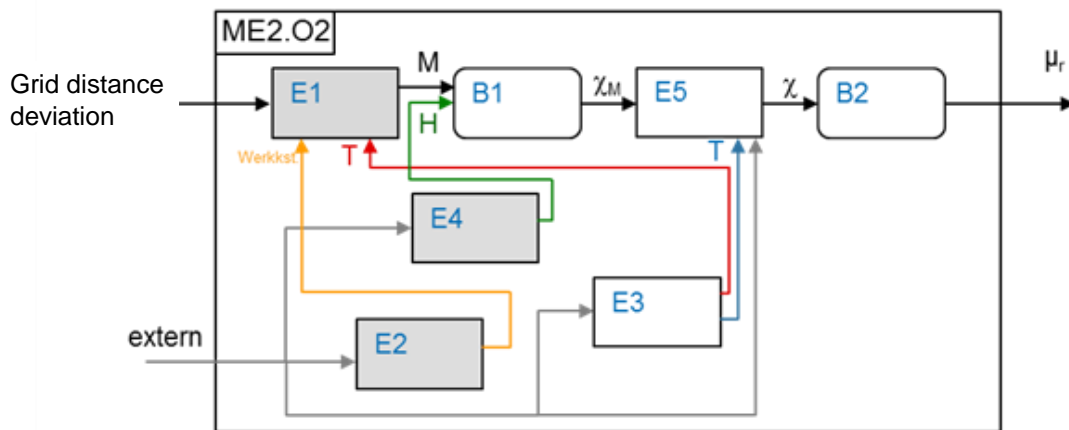 ME2.O2
Grid distance
deviation
E1
M
H
B1
χM
E5
χ
B2
μr
Werkkst.
T
T
E4
E3
extern
E2